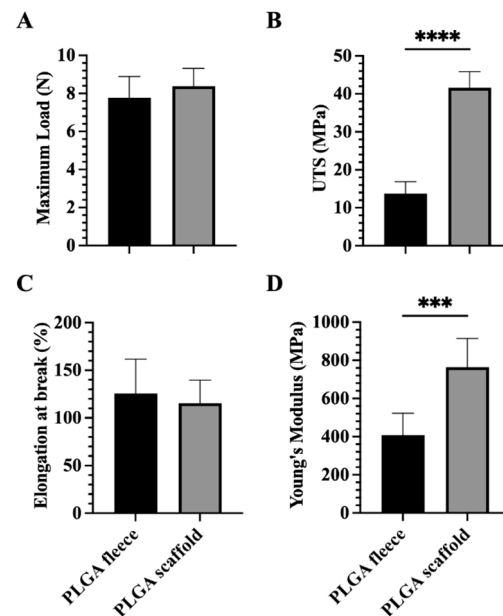 A
Maximum Load (N)
10
8
6
4
2
0
B
UTS (MPa)
50
40
30
20
10
0
****
C
Elongation at break (%)
200
150
100
50
0
PLGA fleece
PLGA scaffold
D
Young's Modulus (MPa)
1000
800
600
400
200
0
***
PLGA fleece
PLGA scaffold